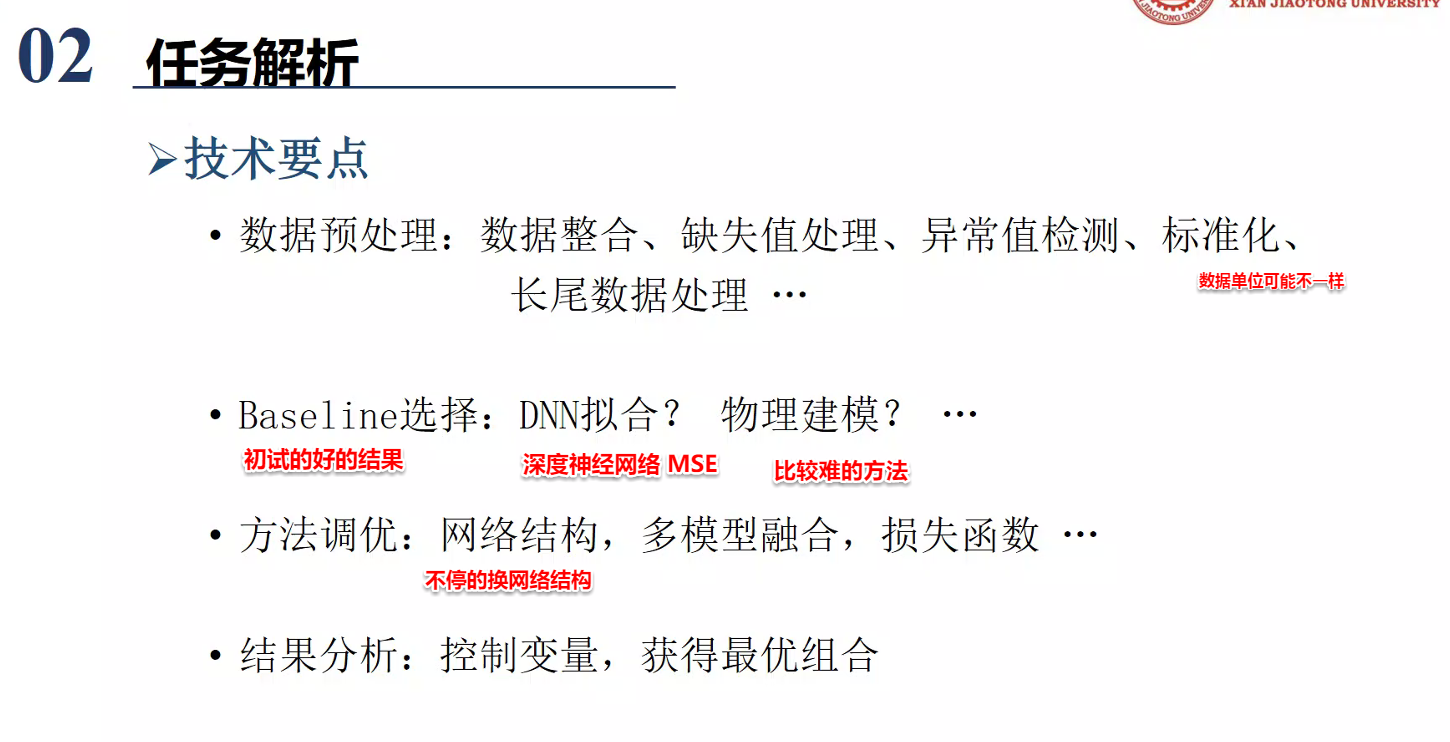 XI'AN JIAOTONG UNIVERSITY
JIAOTONG UNIV
02 任务解析
➢技术要点
• 数据预处理：数据整合、缺失值处理、异常值检测、标准化、
数据单位可能不一样
长尾数据处理 …
• Baseline选择：DNN拟合？ 物理建模？ …
初试的好的结果 深度神经网络 MSE 比较难的方法
• 方法调优：网络结构，多模型融合，损失函数 …
不停的换网络结构
• 结果分析：控制变量，获得最优组合